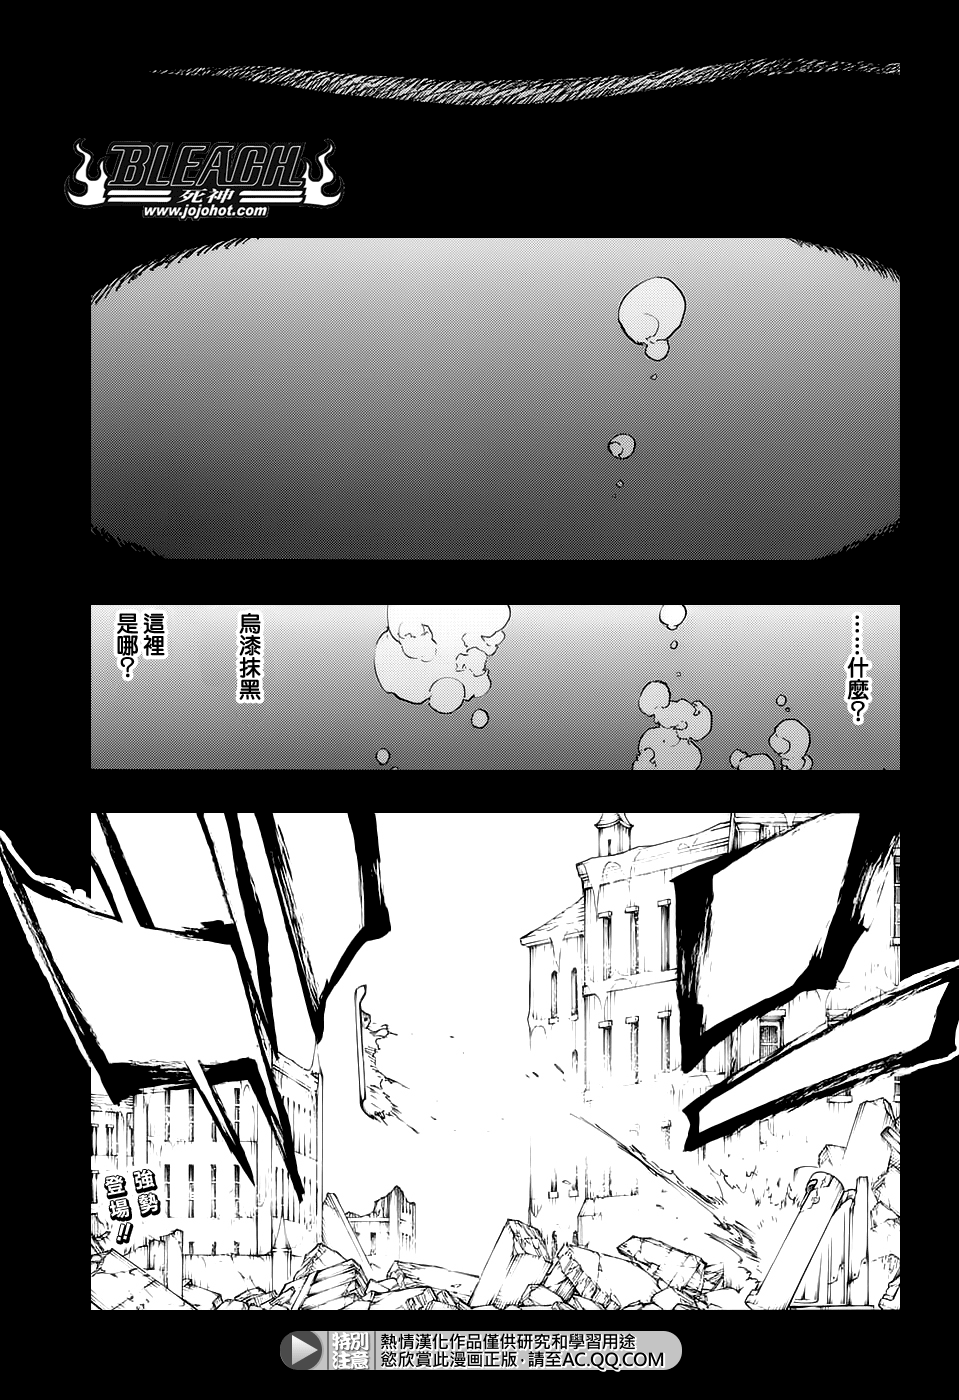 BLEACH
死神
www.jojohot.com
……什麼?
烏漆抹黑
這裡
是哪?
強勢
登場!!
特別
注意
熱情漢化作品僅供研究和學習用途
慾欣賞此漫画正版,請至AC.QQ.COM